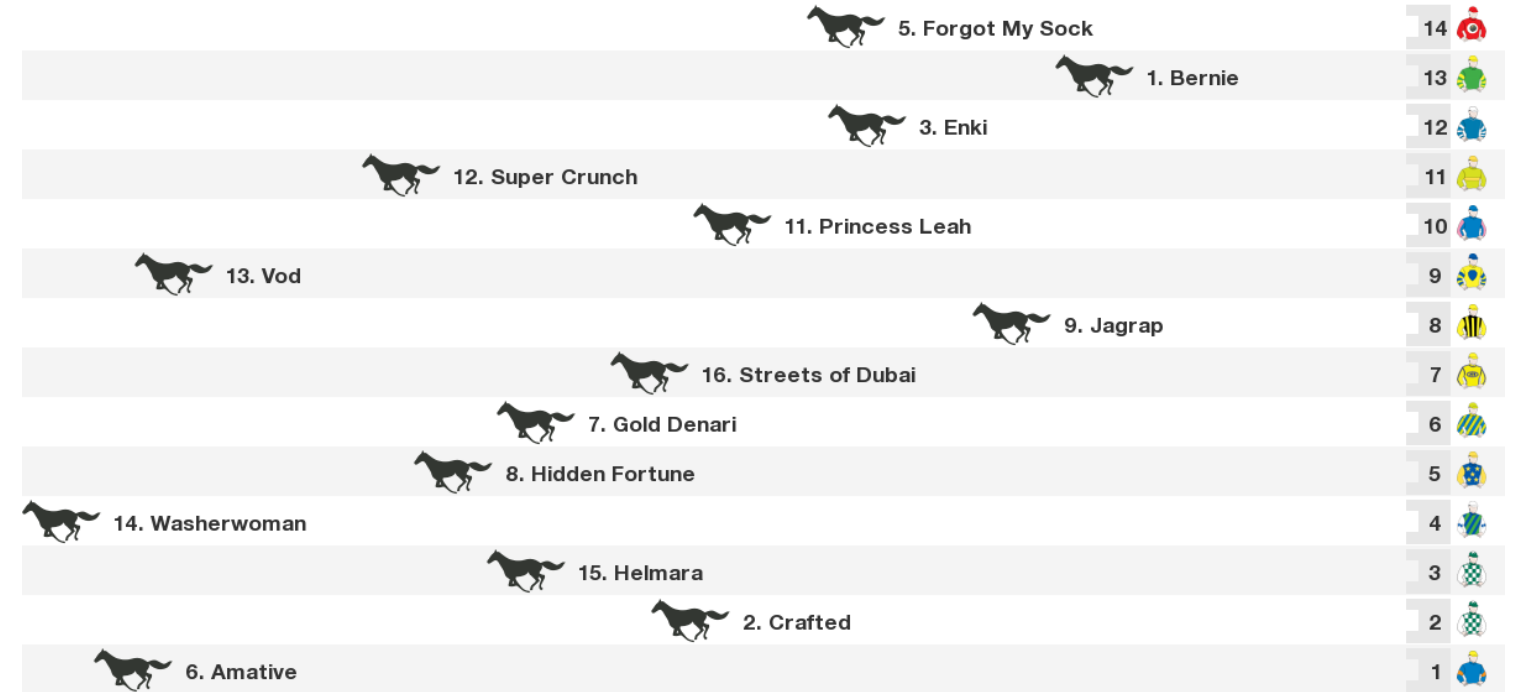 5. Forgot My Sock 14
1. Bernie 13
3. Enki 12
12. Super Crunch 11
11. Princess Leah 10
13. Vod 9
9. Jagrap 8
16. Streets of Dubai 7
7. Gold Denari 6
8. Hidden Fortune 5
14. Washerwoman 4
15. Helmara 3
2. Crafted 2
6. Amative 1